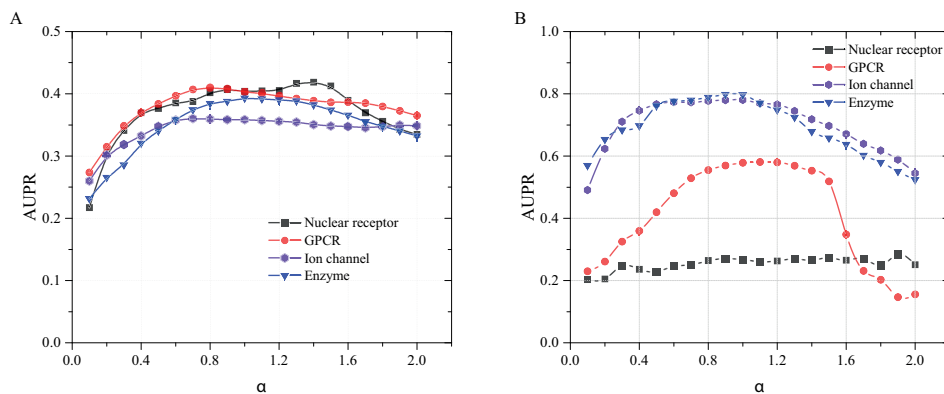 A
0.5
0.4
0.3
0.2
0.1
0.0
AUPR
Nuclear receptor
GPCR
Ion channel
Enzyme
0.0 0.4 0.8 1.2 1.6 2.0
α
B
1.0
0.8
0.6
0.4
0.2
0.0
AUPR
Nuclear receptor
GPCR
Ion channel
Enzyme
0.0 0.4 0.8 1.2 1.6 2.0
α